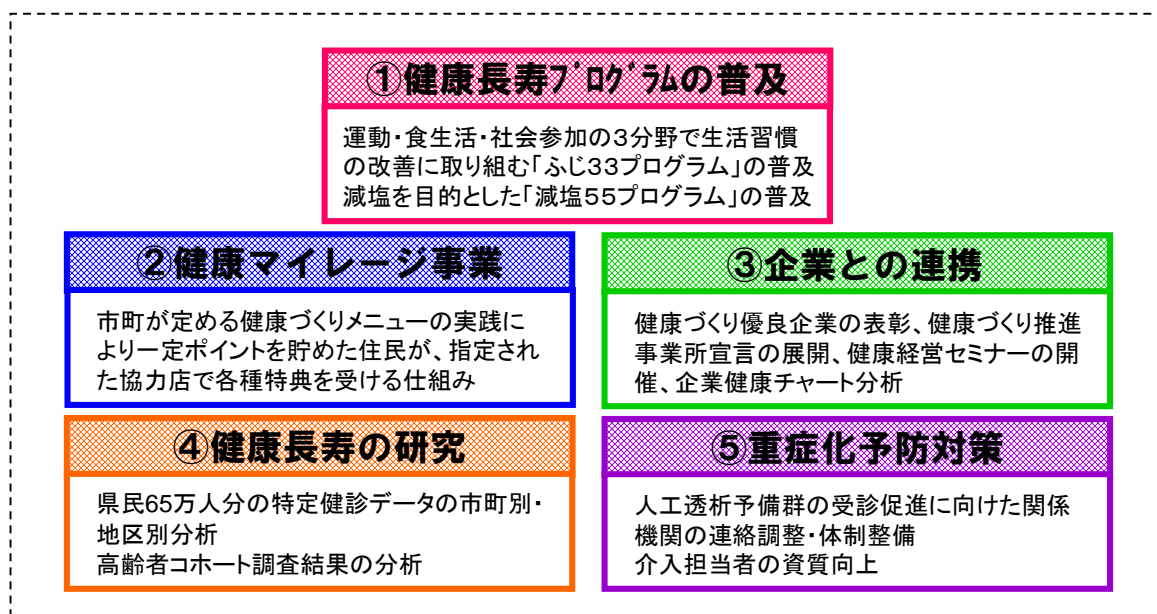 ①健康長寿プログラムの普及
運動・食生活・社会参加の3分野で生活習慣
の改善に取り組む「ふじ33プログラム」の普及
減塩を目的とした「減塩55プログラム」の普及
②健康マイレージ事業
市町が定める健康づくりメニューの実践に
より一定ポイントを貯めた住民が、指定され
た協力店で各種特典を受ける仕組み
③企業との連携
健康づくり優良企業の表彰、健康づくり推進
事業所宣言の展開、健康経営セミナーの開
催、企業健康チャート分析
④健康長寿の研究
県民65万人分の特定健診データの市町別・
地区別分析
高齢者コホート調査結果の分析
⑤重症化予防対策
人工透析予備群の受診促進に向けた関係
機関の連絡調整・体制整備
介入担当者の資質向上